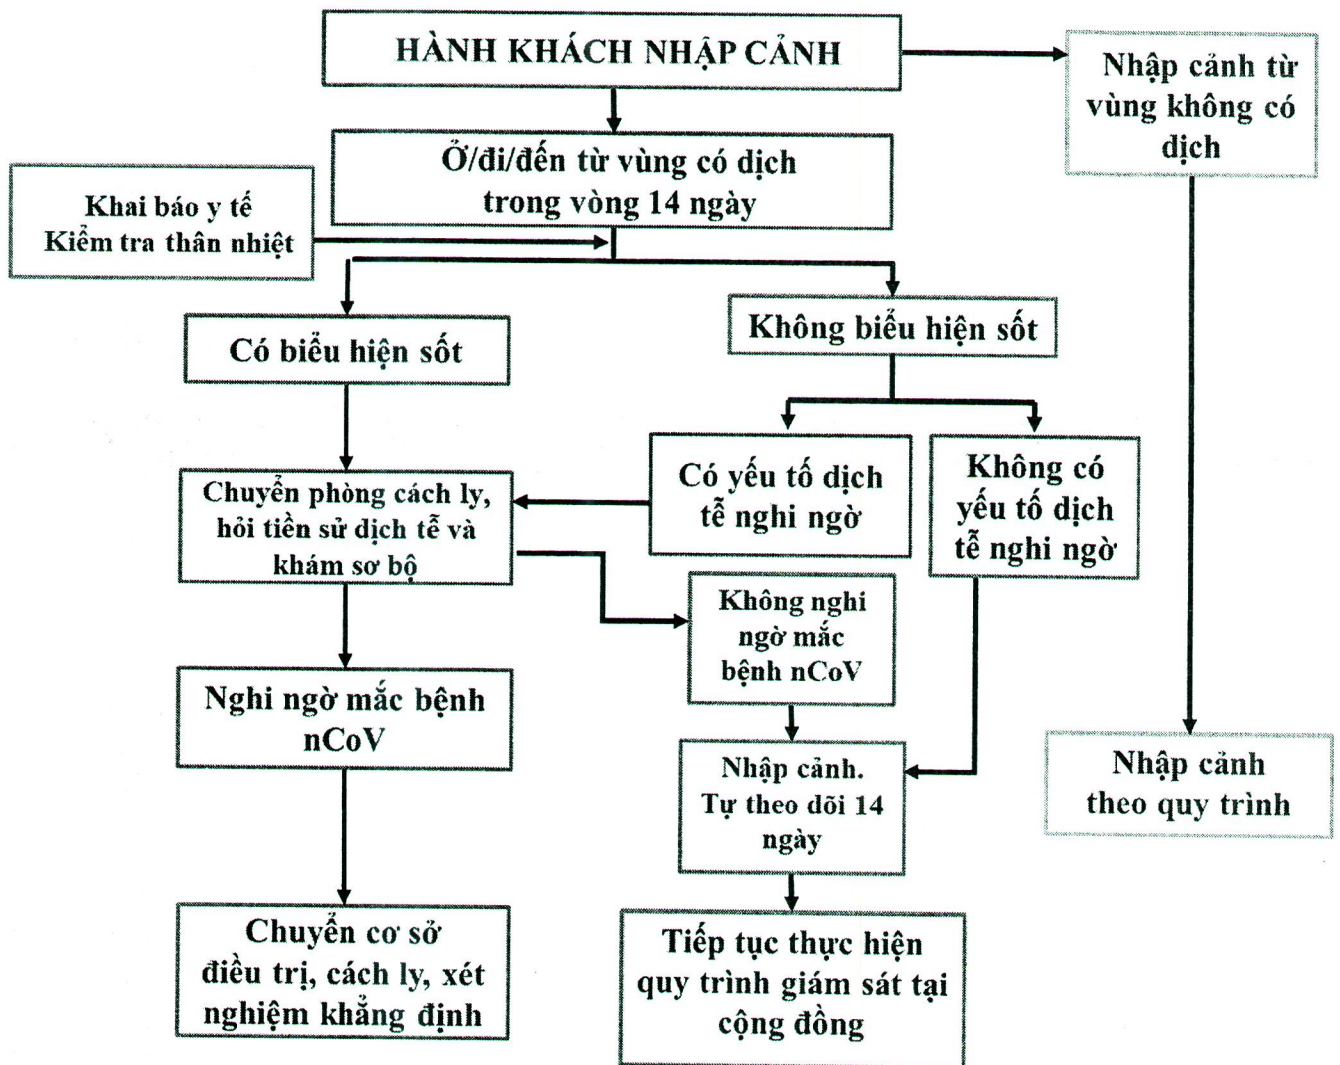 HÀNH KHÁCH NHẬP CẢNH
Nhập cảnh từ
vùng không có
dịch
Ở/đi/đến từ vùng có dịch
trong vòng 14 ngày
Khai báo y tế
Kiểm tra thân nhiệt
Có biểu hiện sốt
Không biểu hiện sốt
Có yếu tố dịch
tễ nghi ngờ
Không có
yếu tố dịch
tễ nghi ngờ
Chuyển phòng cách ly,
hỏi tiền sử dịch tễ và
khám sơ bộ
Không nghi
ngờ mắc
bệnh nCoV
Nghi ngờ mắc bệnh
nCoV
Nhập cảnh.
Tự theo dõi 14
ngày
Nhập cảnh
theo quy trình
Chuyển cơ sở
điều trị, cách ly, xét
nghiệm khẳng định
Tiếp tục thực hiện
quy trình giám sát tại
cộng đồng